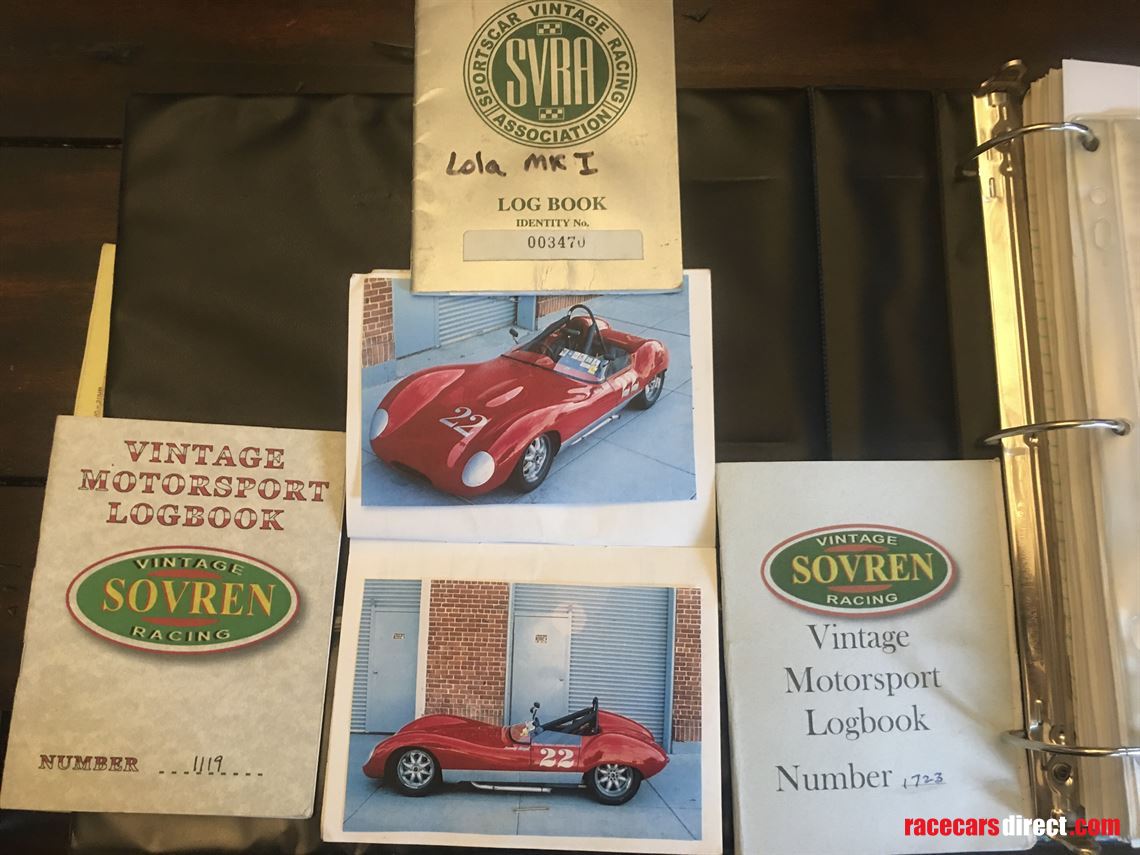 SPORTSCAR VINTAGE RACING
SVRA
ASSOCIATION
Lola MK I
LOG BOOK
IDENTITY No.
003470
22
22
VINTAGE
MOTORSPORT
LOGBOOK
VINTAGE
SOVREN
RACING
NUMBER 1119
22
VINTAGE
SOVREN
RACING
Vintage
Motorsport
Logbook
Number 1723
racecarsdirect.com